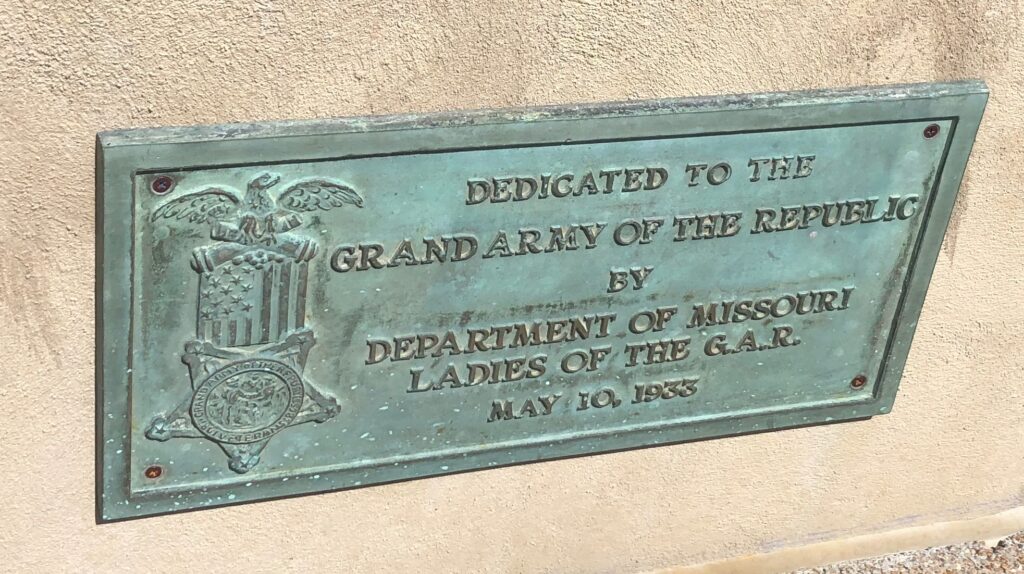 DEDICATED TO THE
GRAND ARMY OF THE REPUBLIC
BY
DEPARTMENT OF MISSOURI
LADIES OF THE G.A.R.
MAY 10, 1933